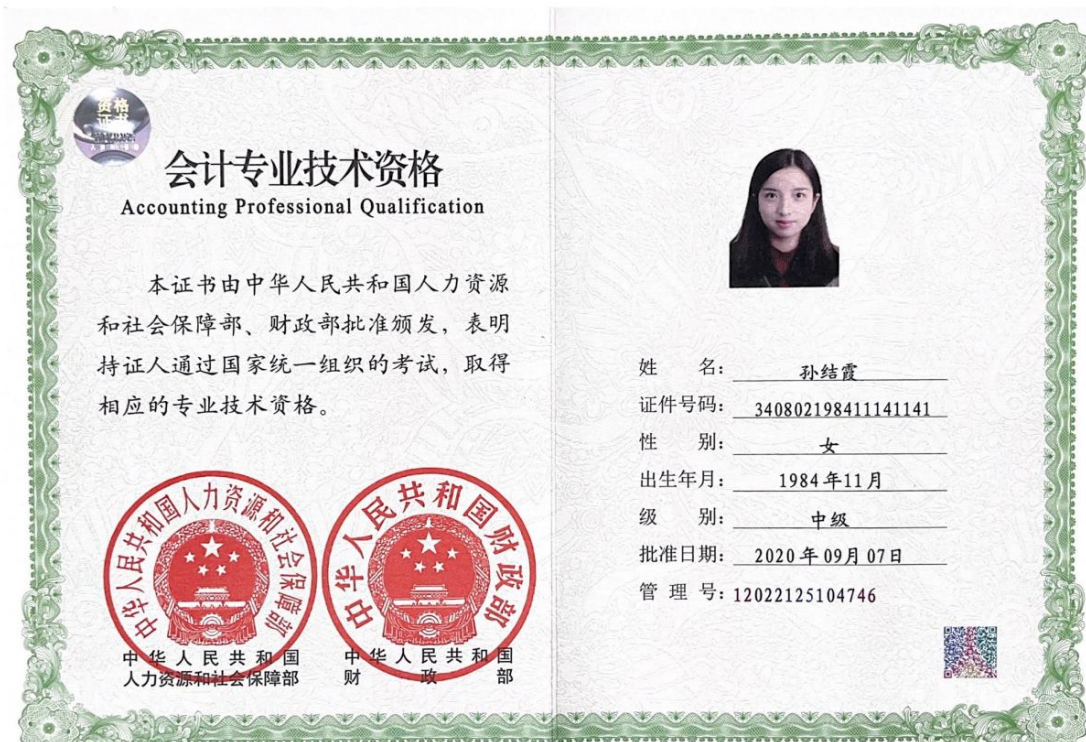 资格
证书
会计专业技术资格
Accounting Professional Qualification
本证书由中华人民共和国人力资源
和社会保障部、财政部批准颁发，表明
持证人通过国家统一组织的考试，取得
相应的专业技术资格。
中华人民共和国人力资源和社会保障部
中华人民共和国财政部
中华人民共和国
人力资源和社会保障部
中华人民共和国
财政部
姓名：孙结霞
证件号码：340802198411141141
性别：女
出生年月：1984年11月
级别：中级
批准日期：2020年09月07日
管理号：12022125104746